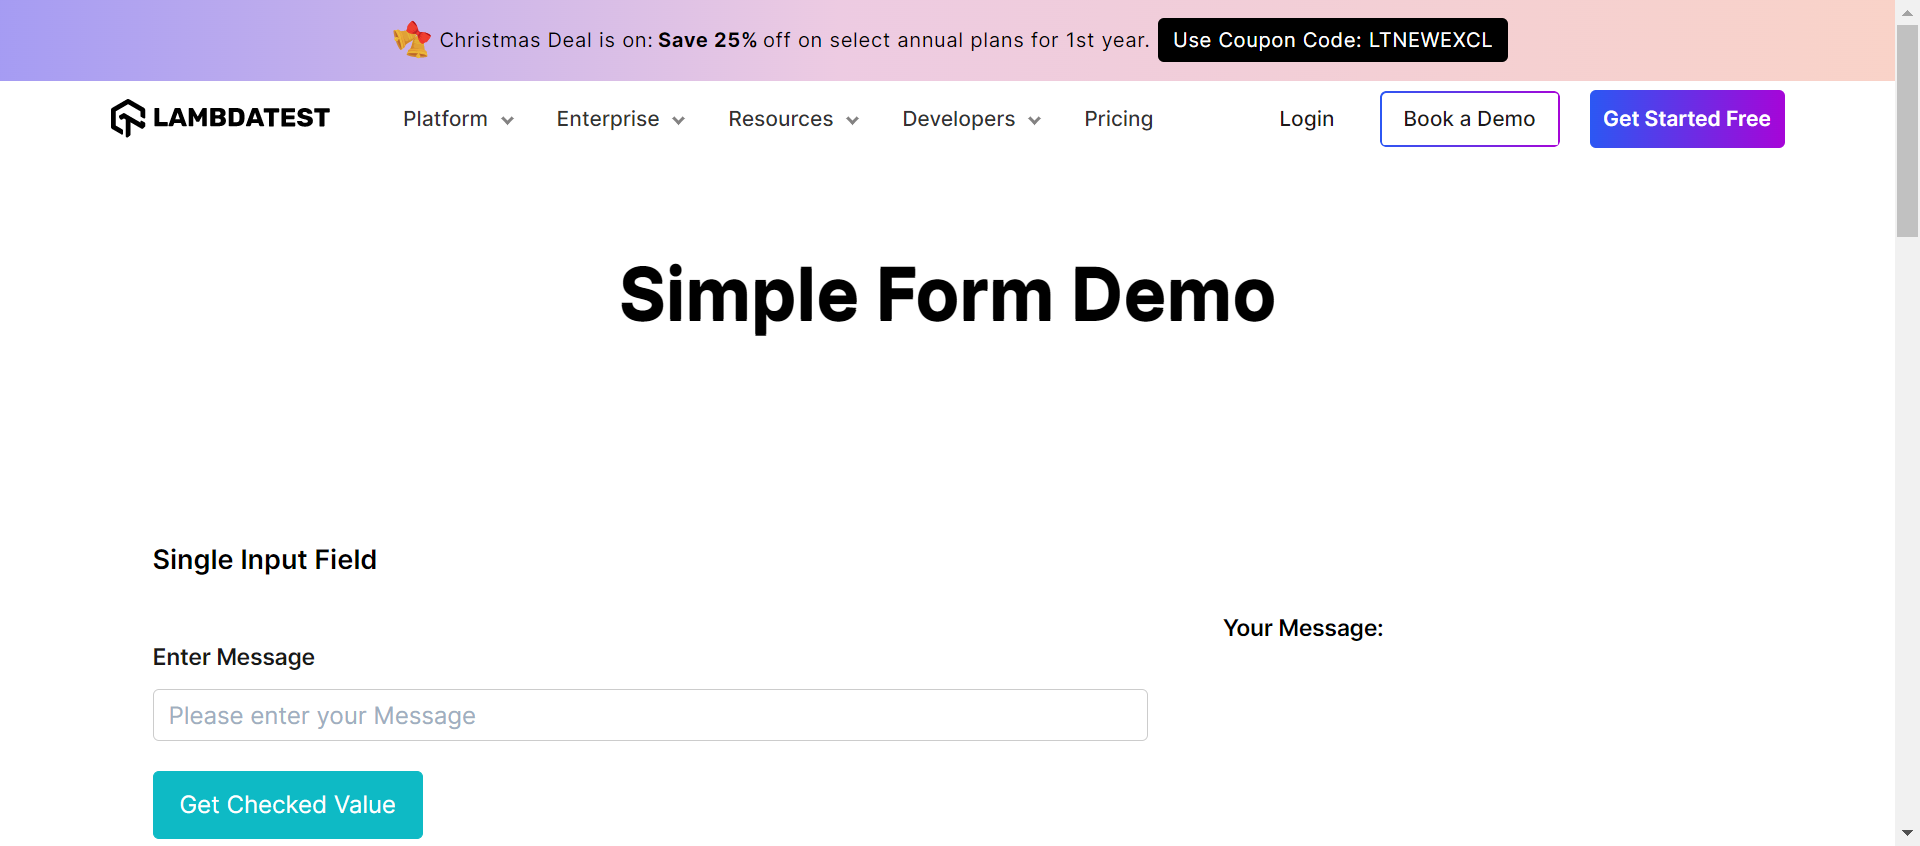 Christmas Deal is on: Save 25% off on select annual plans for 1st year. Use Coupon Code: LTNEWEXCL
LAMBDATEST Platform Enterprise Resources Developers Pricing Login Book a Demo Get Started Free
Simple Form Demo
Single Input Field
Your Message:
Enter Message
Please enter your Message
Get Checked Value